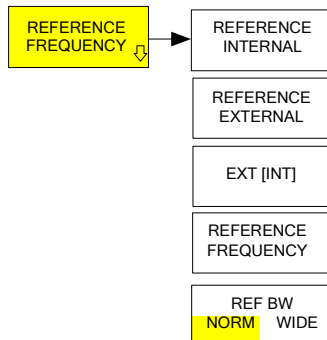 REFERENCE
FREQUENCY
REFERENCE
INTERNAL
REFERENCE
EXTERNAL
EXT [INT]
REFERENCE
FREQUENCY
REF BW
NORM WIDE